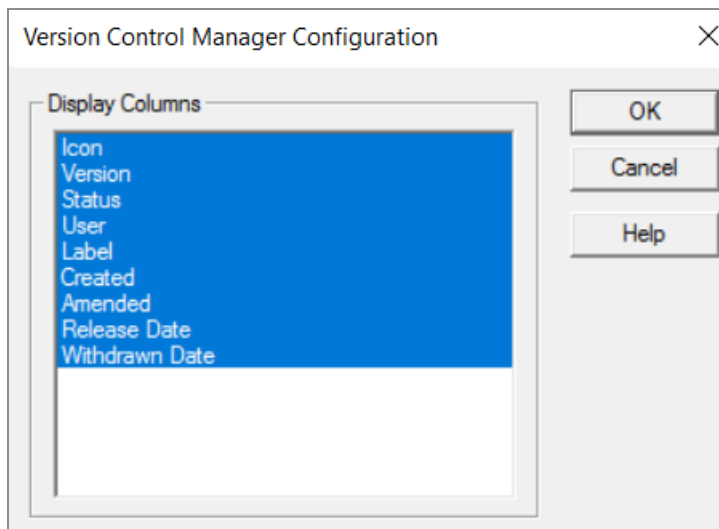 Version Control Manager Configuration
Display Columns
Icon
Version
Status
User
Label
Created
Amended
Release Date
Withdrawn Date
OK
Cancel
Help